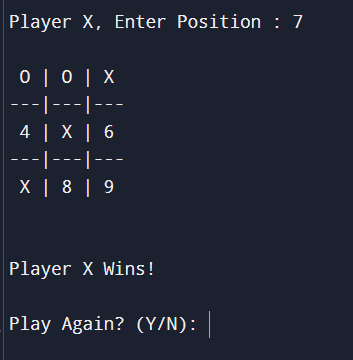 Player X, Enter Position : 7
O | O | X
---|---|---
4 | X | 6
---|---|---
X | 8 | 9
Player X Wins!
Play Again? (Y/N):